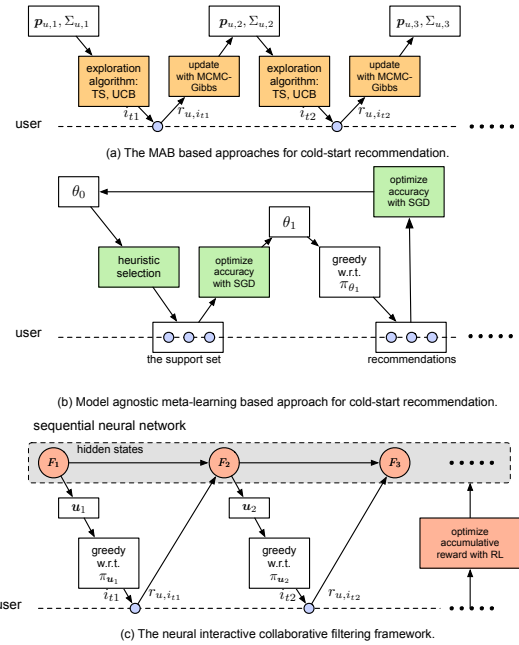 p_{u,1}, Σ_{u,1}
p_{u,2}, Σ_{u,2}
p_{u,3}, Σ_{u,3}
exploration
algorithm:
TS, UCB
update
with MCMC-
Gibbs
exploration
algorithm:
TS, UCB
update
with MCMC-
Gibbs
i_{t1}
r_{u,i_{t1}}
i_{t2}
r_{u,i_{t2}}
user
(a) The MAB based approaches for cold-start recommendation.
θ_0
optimize
accuracy
with SGD
θ_1
heuristic
selection
optimize
accuracy
with SGD
greedy
w.r.t.
π_{θ_1}
user
the support set
recommendations
(b) Model agnostic meta-learning based approach for cold-start recommendation.
sequential neural network
hidden states
F_1
F_2
F_3
u_1
u_2
greedy
w.r.t.
π_{u_1}
greedy
w.r.t.
π_{u_2}
optimize
accumulative
reward with RL
i_{t1}
r_{u,i_{t1}}
i_{t2}
r_{u,i_{t2}}
user
(c) The neural interactive collaborative filtering framework.